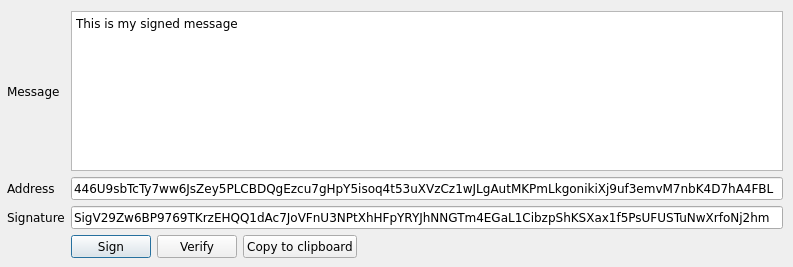 This is my signed message
Message
Address 446U9sbTcTy7ww6JsZey5PLCBDQgEzcu7gHpY5isoq4t53uXVzCz1wJLgAutMKPmLkgonikiXj9uf3emvM7nbK4D7hA4FBL
Signature SigV29Zw6BP9769TKrzEHQQ1dAc7JoVFnU3NPtXhHFpYRYJhNNGTm4EGaL1CibzpShKSXax1f5PsUFUSTuNwXrfoNj2hm
Sign Verify Copy to clipboard